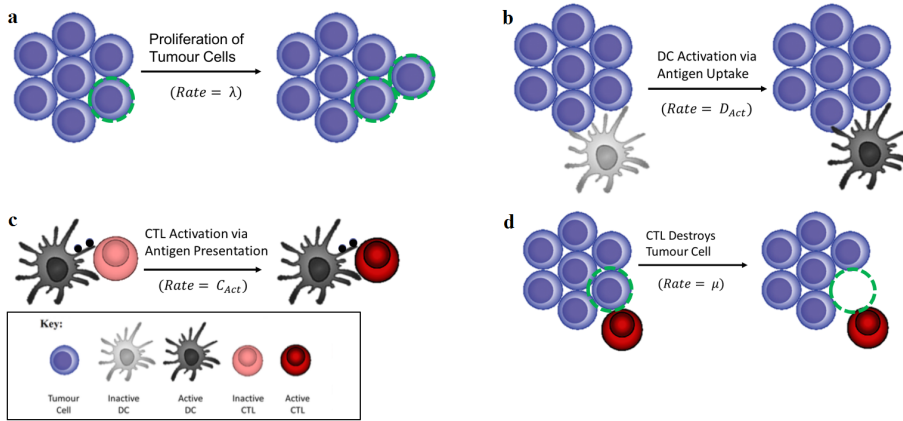 a
Proliferation of
Tumour Cells
(Rate = λ)
b
DC Activation via
Antigen Uptake
(Rate = D_Act)
c
CTL Activation via
Antigen Presentation
(Rate = C_Act)
d
CTL Destroys
Tumour Cell
(Rate = μ)
Key:
Tumour Cell
Inactive DC
Active DC
Inactive CTL
Active CTL